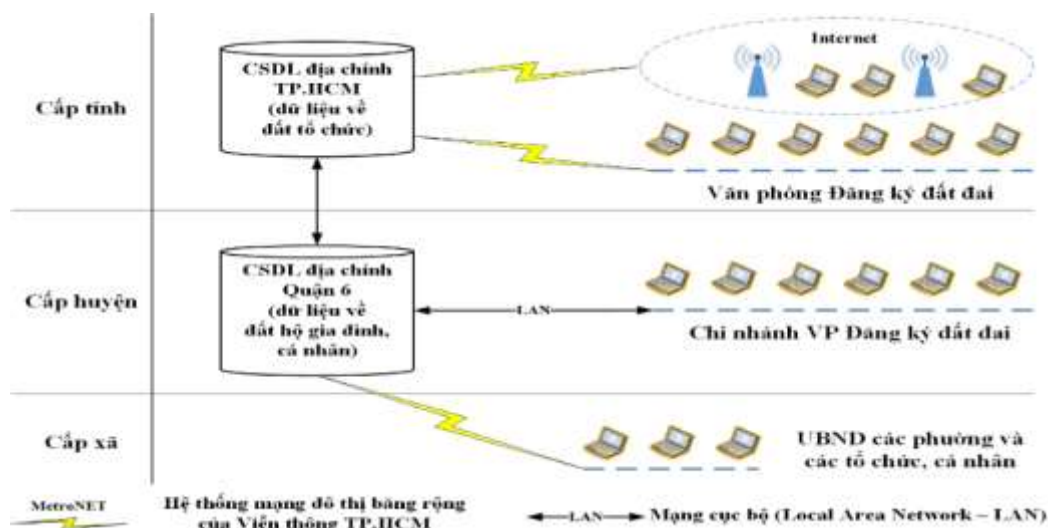 Internet
CSDL địa chính
TP.HCM
(dữ liệu về
đất tổ chức)
Cấp tỉnh
Văn phòng Đăng ký đất đai
CSDL địa chính
Quận 6
(dữ liệu về
đất hộ gia đình,
cá nhân)
Cấp huyện
LAN
Chi nhánh VP Đăng ký đất đai
Cấp xã
UBND các phường và
các tổ chức, cá nhân
MetroNET
Hệ thống mạng đô thị băng rộng
của Viễn thông TP.HCM
LAN
Mạng cục bộ (Local Area Network – LAN)